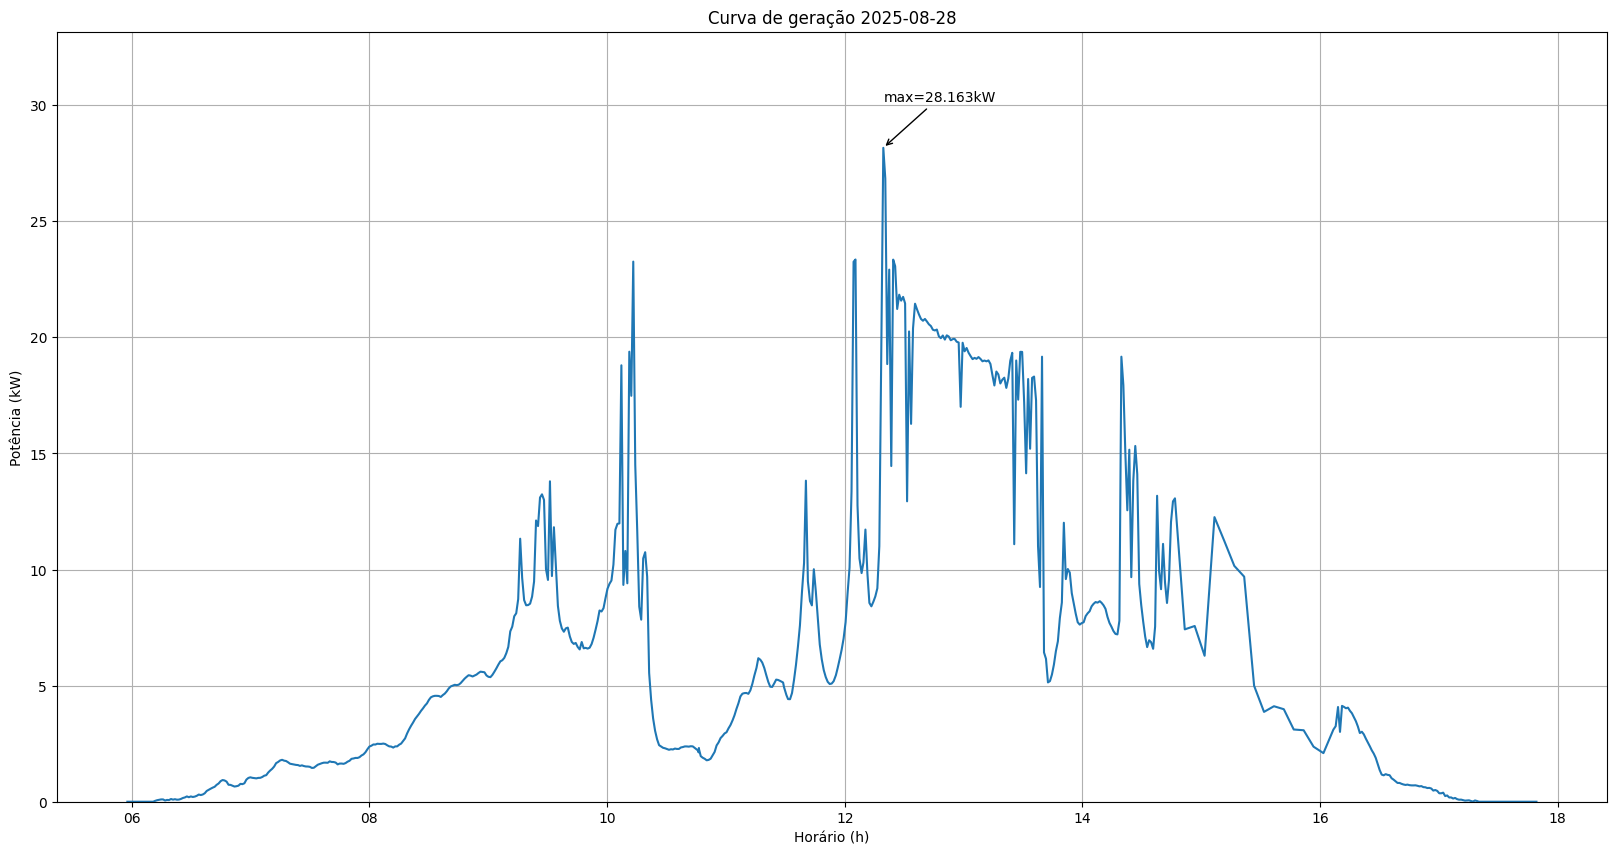 Curva de geração 2025-08-28
max=28.163kW
30
25
20
15
10
5
0
Potência (kW)
06 08 10 12 14 16 18
Horário (h)